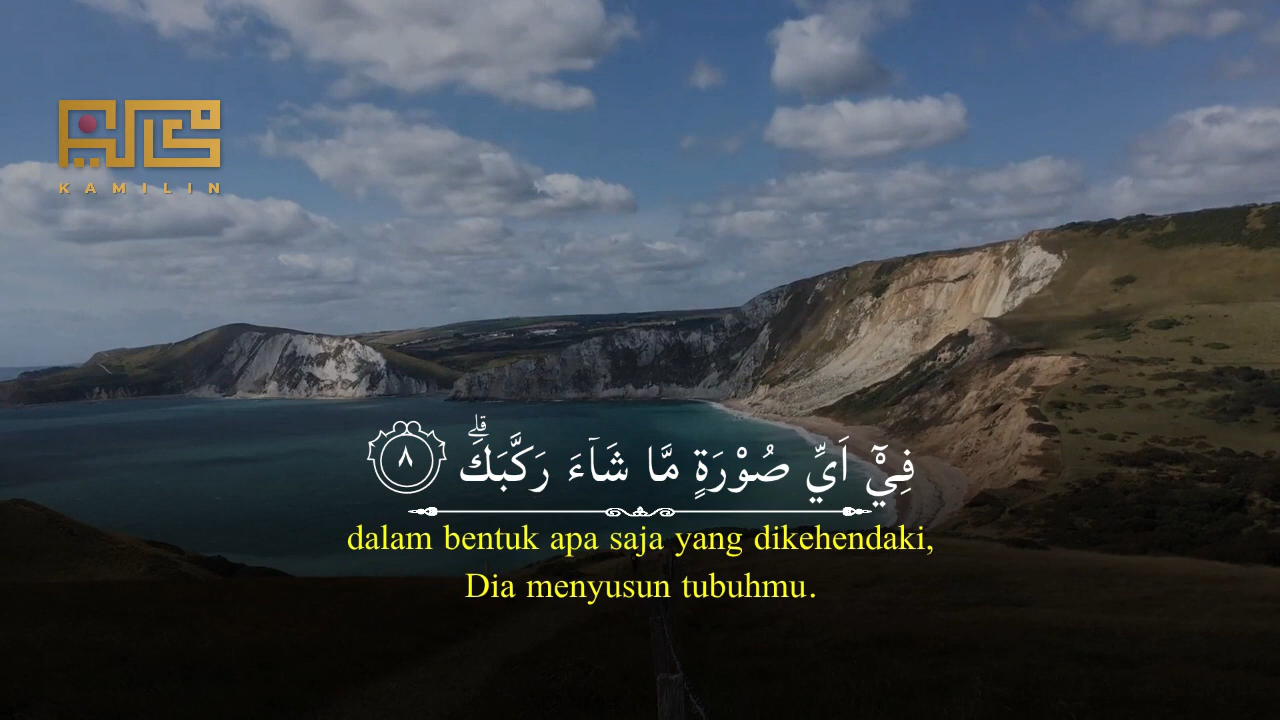 KAMILIN
فِيْٓ اَيِّ صُوْرَةٍ مَّا شَاۤءَ رَكَّبَكَۗ ٨
dalam bentuk apa saja yang dikehendaki,
Dia menyusun tubuhmu.